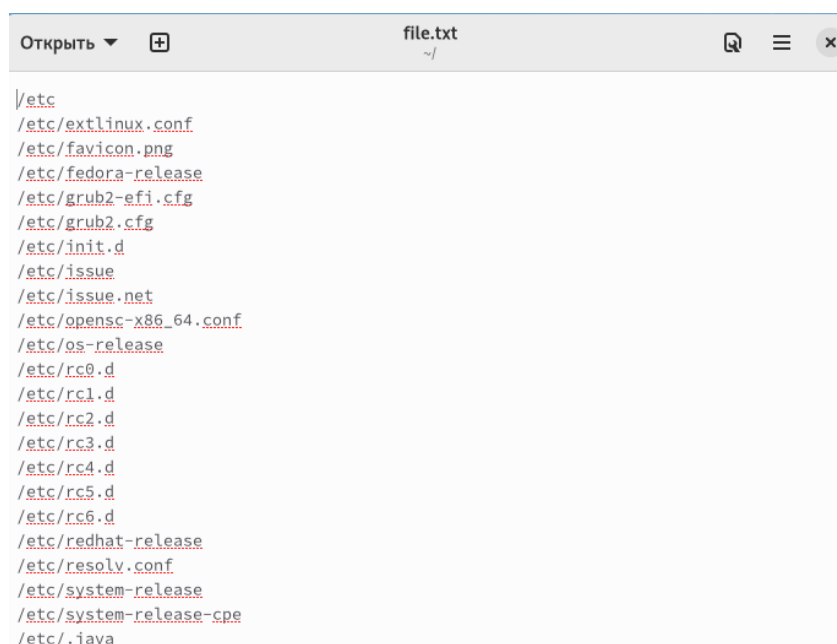 Открыть
file.txt
~/
/etc
/etc/extlinux.conf
/etc/favicon.png
/etc/fedora-release
/etc/grub2-efi.cfg
/etc/grub2.cfg
/etc/init.d
/etc/issue
/etc/issue.net
/etc/opensc-x86_64.conf
/etc/os-release
/etc/rc0.d
/etc/rc1.d
/etc/rc2.d
/etc/rc3.d
/etc/rc4.d
/etc/rc5.d
/etc/rc6.d
/etc/redhat-release
/etc/resolv.conf
/etc/system-release
/etc/system-release-cpe
/etc/.java